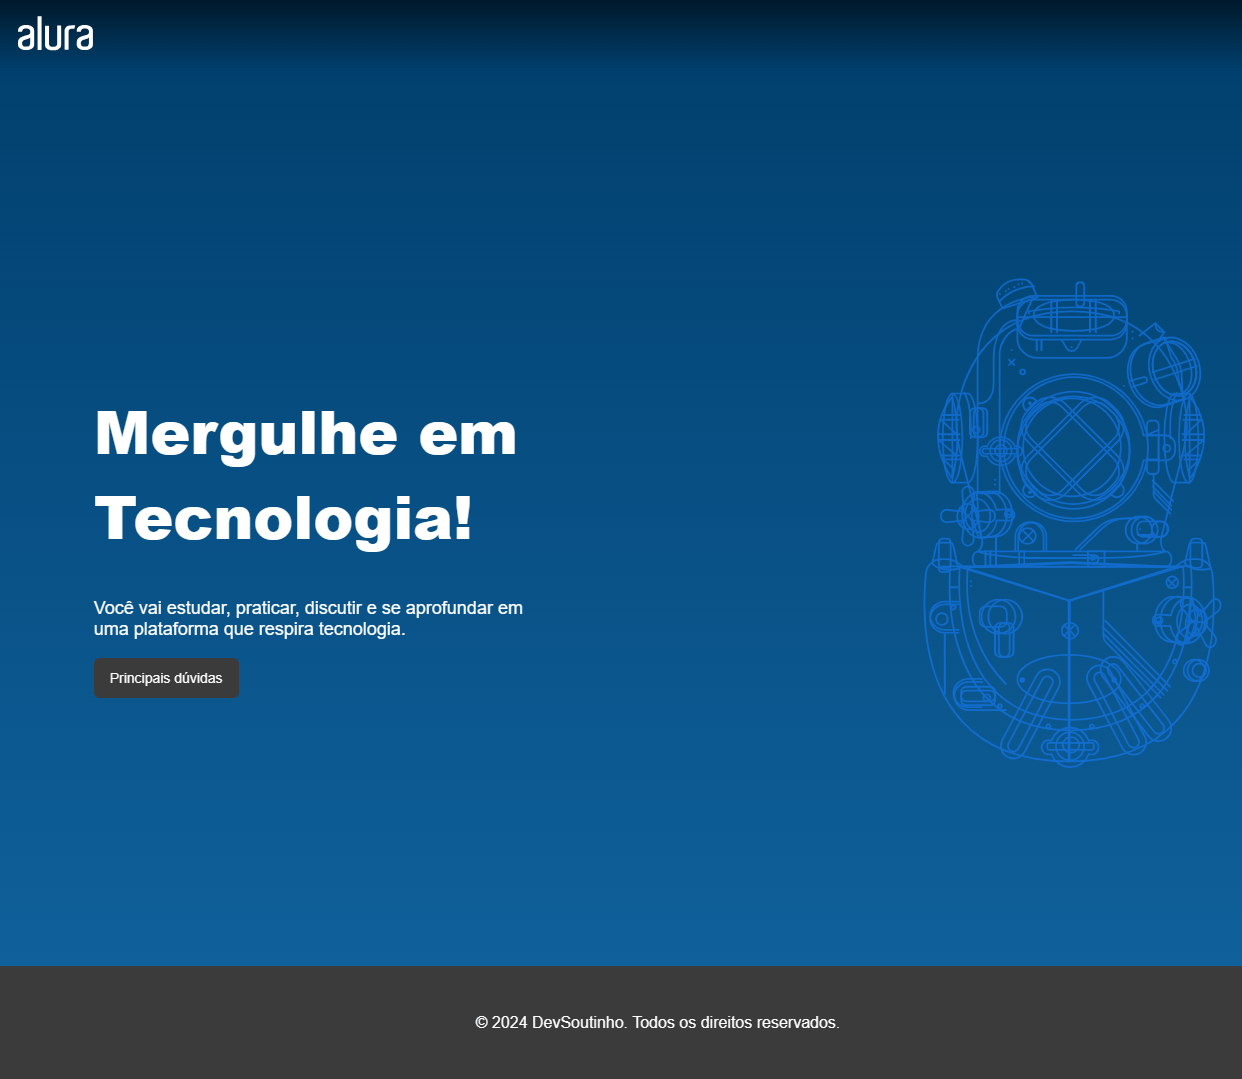 alura
Mergulhe em
Tecnologia!
Você vai estudar, praticar, discutir e se aprofundar em
uma plataforma que respira tecnologia.
Principais dúvidas
© 2024 DevSoutinho. Todos os direitos reservados.